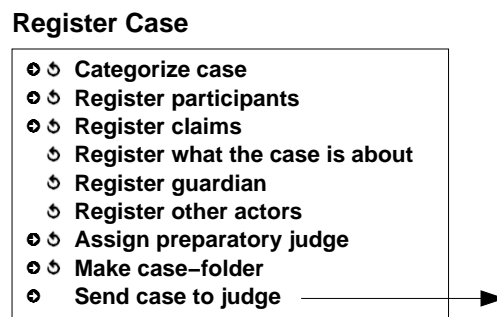 Register Case
Categorize case
Register participants
Register claims
Register what the case is about
Register guardian
Register other actors
Assign preparatory judge
Make case−folder
Send case to judge